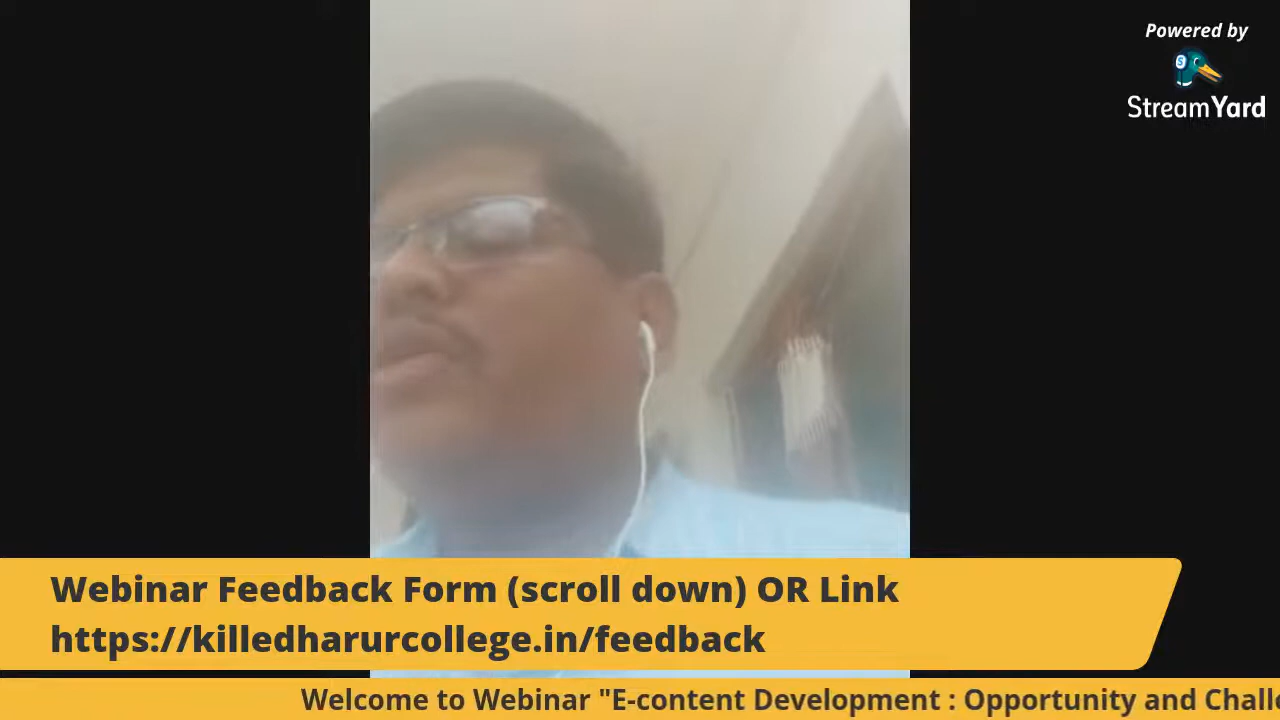 Powered by
StreamYard
Webinar Feedback Form (scroll down) OR Link
https://killedharurcollege.in/feedback
Welcome to Webinar "E-content Development : Opportunity and Challe